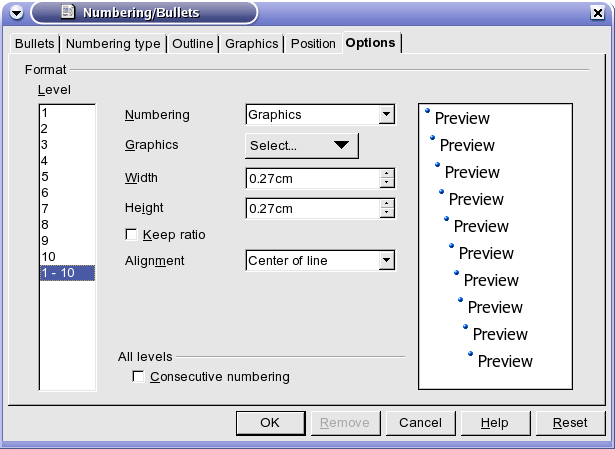 Numbering/Bullets
Bullets Numbering type Outline Graphics Position Options
Format
Level
1
2
3
4
5
6
7
8
9
10
1 - 10
Numbering Graphics
Graphics Select...
Width 0.27cm
Height 0.27cm
Keep ratio
Alignment Center of line
All levels
Consecutive numbering
Preview
Preview
Preview
Preview
Preview
Preview
Preview
Preview
Preview
Preview
OK Remove Cancel Help Reset